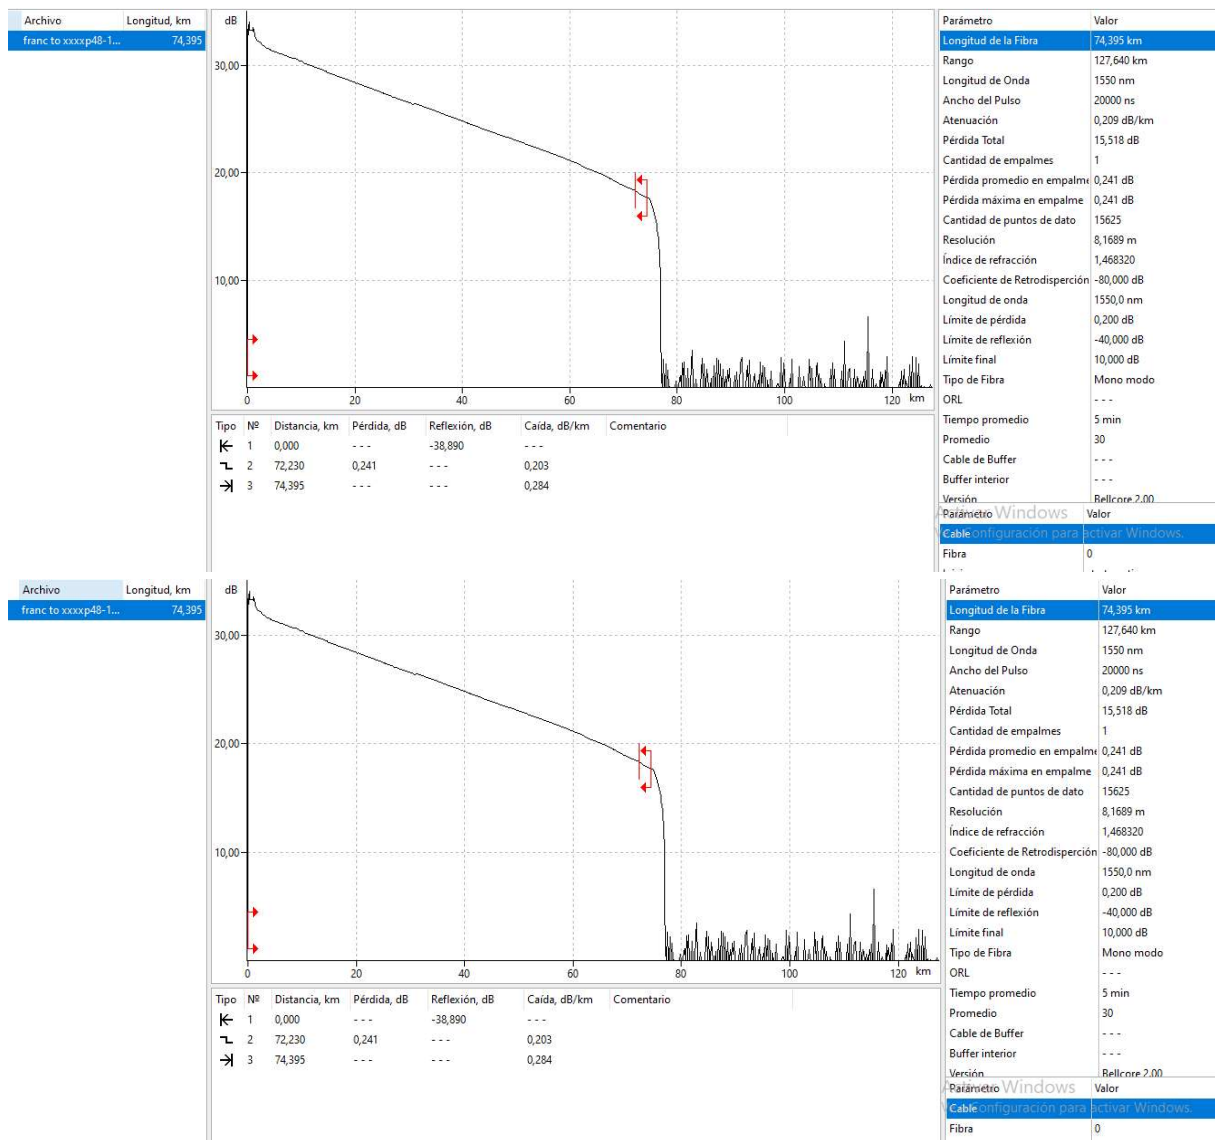 Archivo Longitud, km
franc to xxxxp48-1... 74,395
dB
30,00
20,00
10,00
0 20 40 60 80 100 120 km
Tipo Nº Distancia, km Pérdida, dB Reflexión, dB Caída, dB/km Comentario
1 0,000 - - - -38,890 - - -
2 72,230 0,241 - - - 0,203
3 74,395 - - - - - - 0,284
Parámetro Valor
Longitud de la Fibra 74,395 km
Rango 127,640 km
Longitud de Onda 1550 nm
Ancho del Pulso 20000 ns
Atenuación 0,209 dB/km
Pérdida Total 15,518 dB
Cantidad de empalmes 1
Pérdida promedio en empalme 0,241 dB
Pérdida máxima en empalme 0,241 dB
Cantidad de puntos de dato 15625
Resolución 8,1689 m
Índice de refracción 1,468320
Coeficiente de Retrodisperción -80,000 dB
Longitud de onda 1550,0 nm
Límite de pérdida 0,200 dB
Límite de reflexión -40,000 dB
Límite final 10,000 dB
Tipo de Fibra Mono modo
ORL - - -
Tiempo promedio 5 min
Promedio 30
Cable de Buffer - - -
Buffer interior - - -
Versión Bellcore 2.00
Activar Windows
Parámetro Valor
Configuración para activar Windows.
Cable
Fibra 0
Archivo Longitud, km
franc to xxxxp48-1... 74,395
dB
30,00
20,00
10,00
0 20 40 60 80 100 120 km
Tipo Nº Distancia, km Pérdida, dB Reflexión, dB Caída, dB/km Comentario
1 0,000 - - - -38,890 - - -
2 72,230 0,241 - - - 0,203
3 74,395 - - - - - - 0,284
Parámetro Valor
Longitud de la Fibra 74,395 km
Rango 127,640 km
Longitud de Onda 1550 nm
Ancho del Pulso 20000 ns
Atenuación 0,209 dB/km
Pérdida Total 15,518 dB
Cantidad de empalmes 1
Pérdida promedio en empalme 0,241 dB
Pérdida máxima en empalme 0,241 dB
Cantidad de puntos de dato 15625
Resolución 8,1689 m
Índice de refracción 1,468320
Coeficiente de Retrodisperción -80,000 dB
Longitud de onda 1550,0 nm
Límite de pérdida 0,200 dB
Límite de reflexión -40,000 dB
Límite final 10,000 dB
Tipo de Fibra Mono modo
ORL - - -
Tiempo promedio 5 min
Promedio 30
Cable de Buffer - - -
Buffer interior - - -
Versión Bellcore 2.00
Activar Windows
Parámetro Valor
Configuración para activar Windows.
Cable
Fibra 0